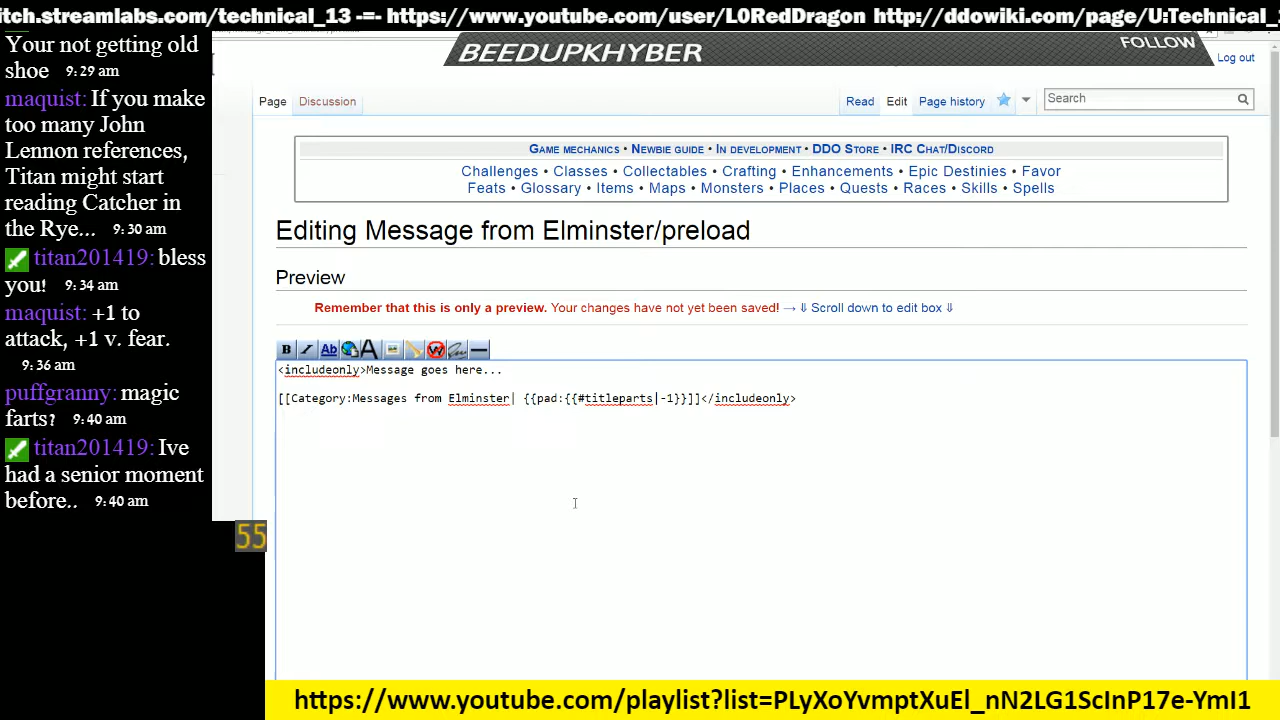 itch.streamlabs.com/technical_13 -=- https://www.youtube.com/user/L0RedDragon http://ddowiki.com/page/U:Technical_
Your not getting old
shoe 9:29 am
maquist: If you make
too many John
Lennon references,
Titan might start
reading Catcher in
the Rye... 9:30 am
titan201419: bless
you! 9:34 am
maquist: +1 to
attack, +1 v. fear.
9:36 am
puffgranny: magic
farts? 9:40 am
titan201419: Ive
had a senior moment
before.. 9:40 am
55
BEEDUPKHYBER
FOLLOW
Log out
Page Discussion Read Edit Page history Search
Game mechanics • Newbie guide • In development • DDO Store • IRC Chat/Discord
Challenges • Classes • Collectables • Crafting • Enhancements • Epic Destinies • Favor
Feats • Glossary • Items • Maps • Monsters • Places • Quests • Races • Skills • Spells
Editing Message from Elminster/preload
Preview
Remember that this is only a preview. Your changes have not yet been saved! → ⇓ Scroll down to edit box ⇓
B I Ab A W
<includeonly>Message goes here...
[[Category:Messages from Elminster| {{pad:{{#titleparts|-1}}]]</includeonly>
https://www.youtube.com/playlist?list=PLyXoYvmptXuEl_nN2LG1ScInP17e-YmI1